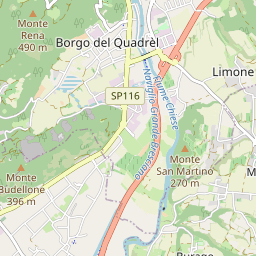 Monte
Rena
490 m
Borgo del Quadrèl
Limone
SP116
Fiume Chiese
Naviglio Grande Bresciano
Monte
San Martino
270 m
Monte
Budellone
396 m
M
Burago